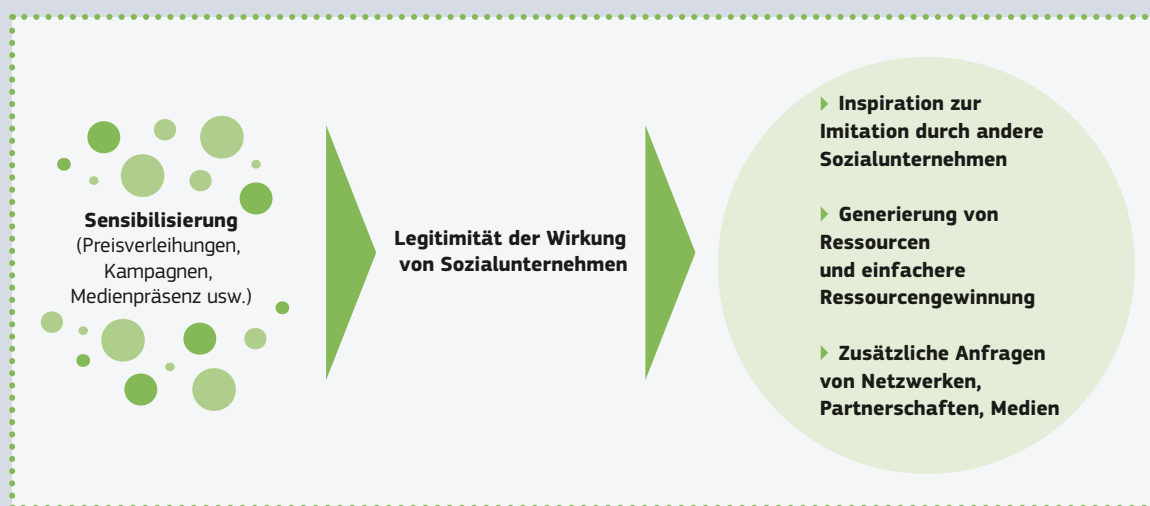 Sensibilisierung
(Preisverleihungen,
Kampagnen,
Medienpräsenz usw.)
Legitimität der Wirkung
von Sozialunternehmen
Inspiration zur
Imitation durch andere
Sozialunternehmen
Generierung von
Ressourcen
und einfachere
Ressourcengewinnung
Zusätzliche Anfragen
von Netzwerken,
Partnerschaften, Medien